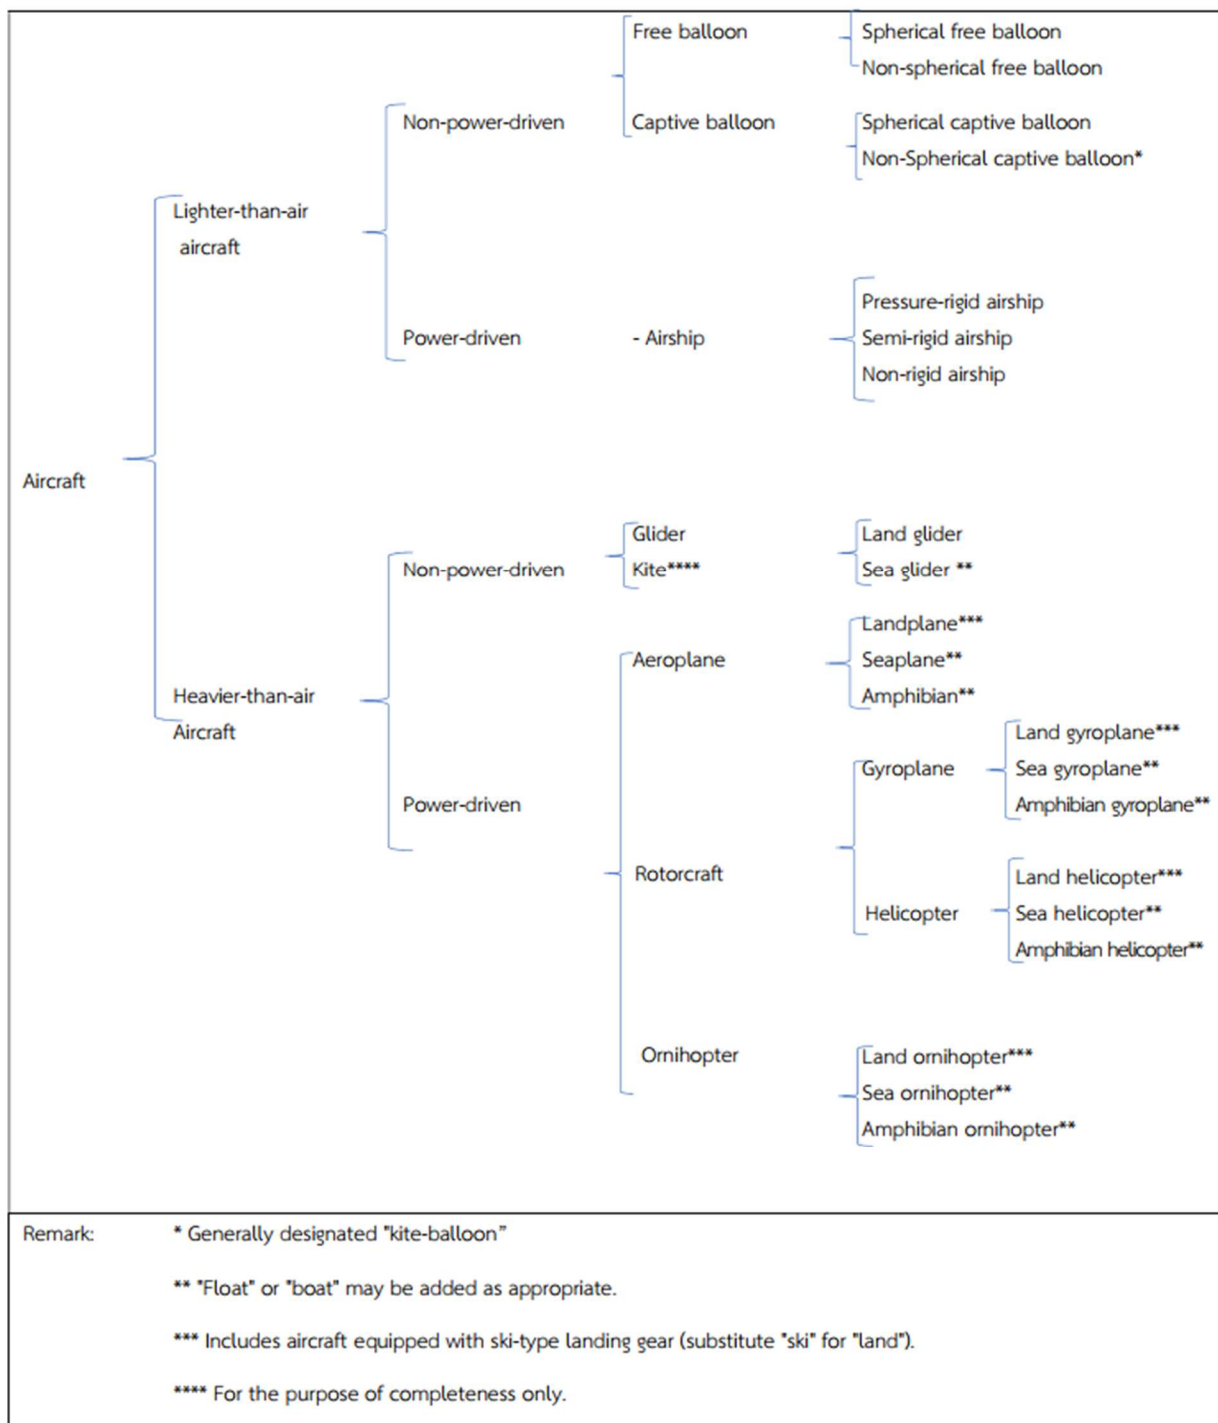 Free balloon
Spherical free balloon
Non-spherical free balloon
Non-power-driven
Captive balloon
Spherical captive balloon
Non-Spherical captive balloon*
Lighter-than-air
aircraft
Pressure-rigid airship
Power-driven
- Airship
Semi-rigid airship
Non-rigid airship
Aircraft
Glider
Land glider
Non-power-driven
Kite****
Sea glider **
Landplane***
Aeroplane
Seaplane**
Heavier-than-air
Aircraft
Amphibian**
Land gyroplane***
Gyroplane
Sea gyroplane**
Power-driven
Amphibian gyroplane**
Rotorcraft
Land helicopter***
Helicopter
Sea helicopter**
Amphibian helicopter**
Ornihopter
Land ornihopter***
Sea ornihopter**
Amphibian ornihopter**
Remark: * Generally designated "kite-balloon”
** "Float" or "boat" may be added as appropriate.
*** Includes aircraft equipped with ski-type landing gear (substitute "ski" for "land").
**** For the purpose of completeness only.